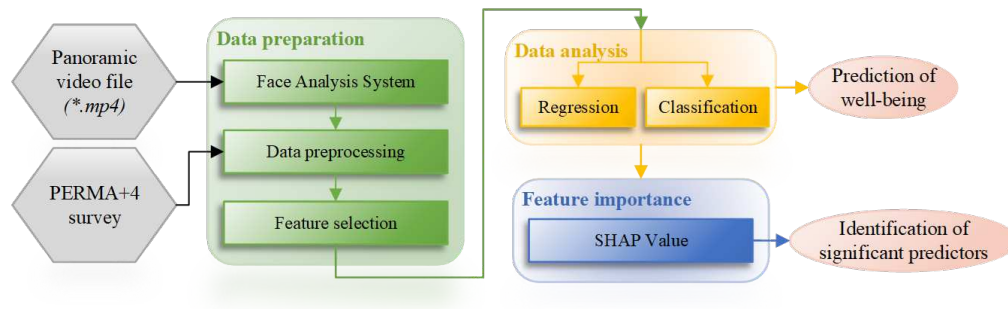 Panoramic
video file
(*.mp4)
PERMA+4
survey
Data preparation
Face Analysis System
Data preprocessing
Feature selection
Data analysis
Regression
Classification
Prediction of
well-being
Feature importance
SHAP Value
Identification of
significant predictors